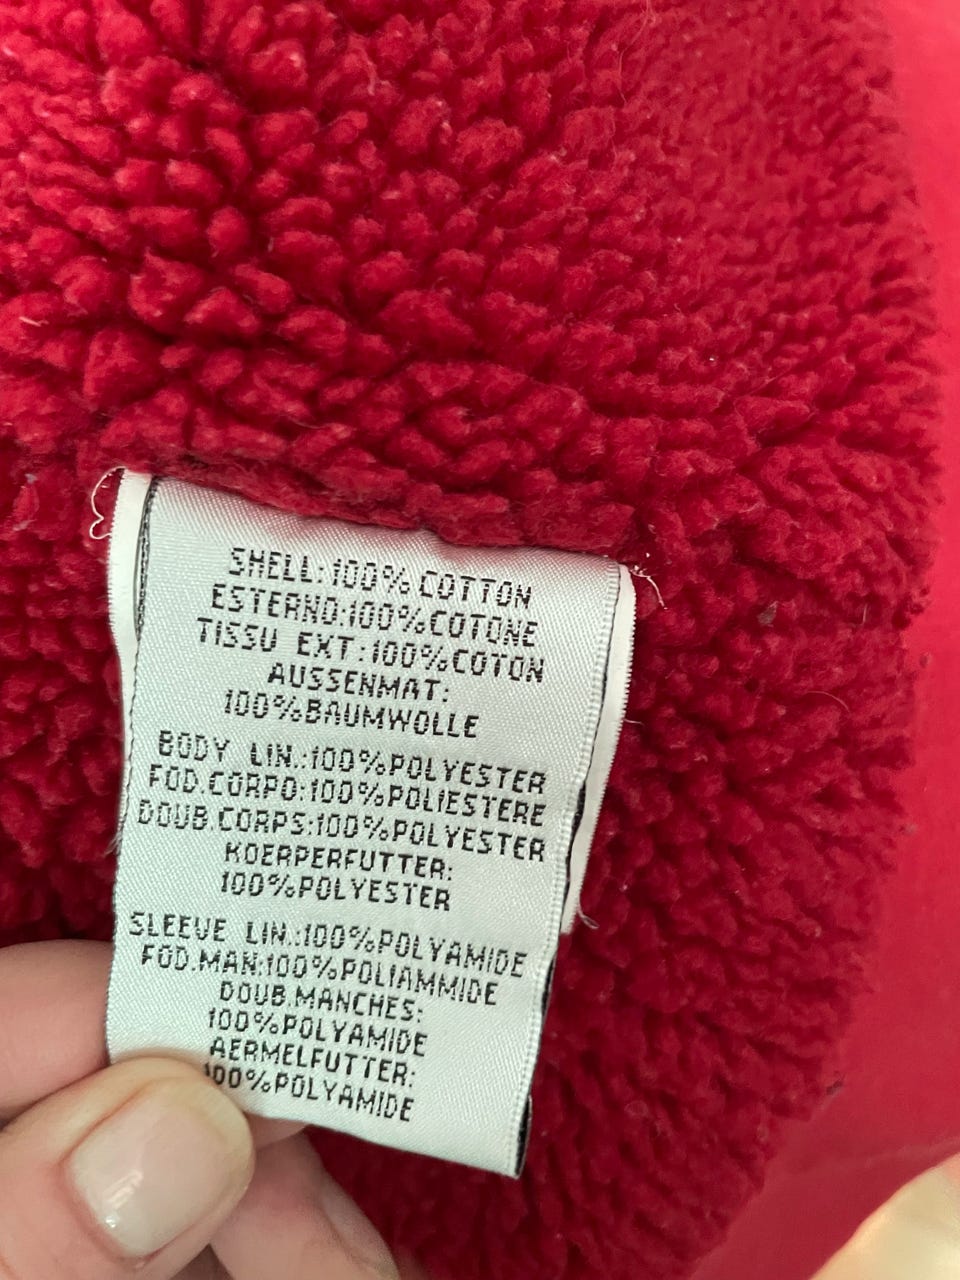 SHELL:100% COTTON
ESTERNO:100%COTONE
TISSU EXT:100%COTON
AUSSENMAT:
100%BAUMWOLLE
BODY LIN.:100%POLYESTER
FOD.CORPO:100%POLIESTERE
DOUB.CORPS:100%POLYESTER
KOERPERFUTTER:
100%POLYESTER
SLEEVE LIN.:100%POLYAMIDE
FOD.MAN:100%POLIAMMIDE
DOUB.MANCHES:
100%POLYAMIDE
AERMELFUTTER:
100%POLYAMIDE